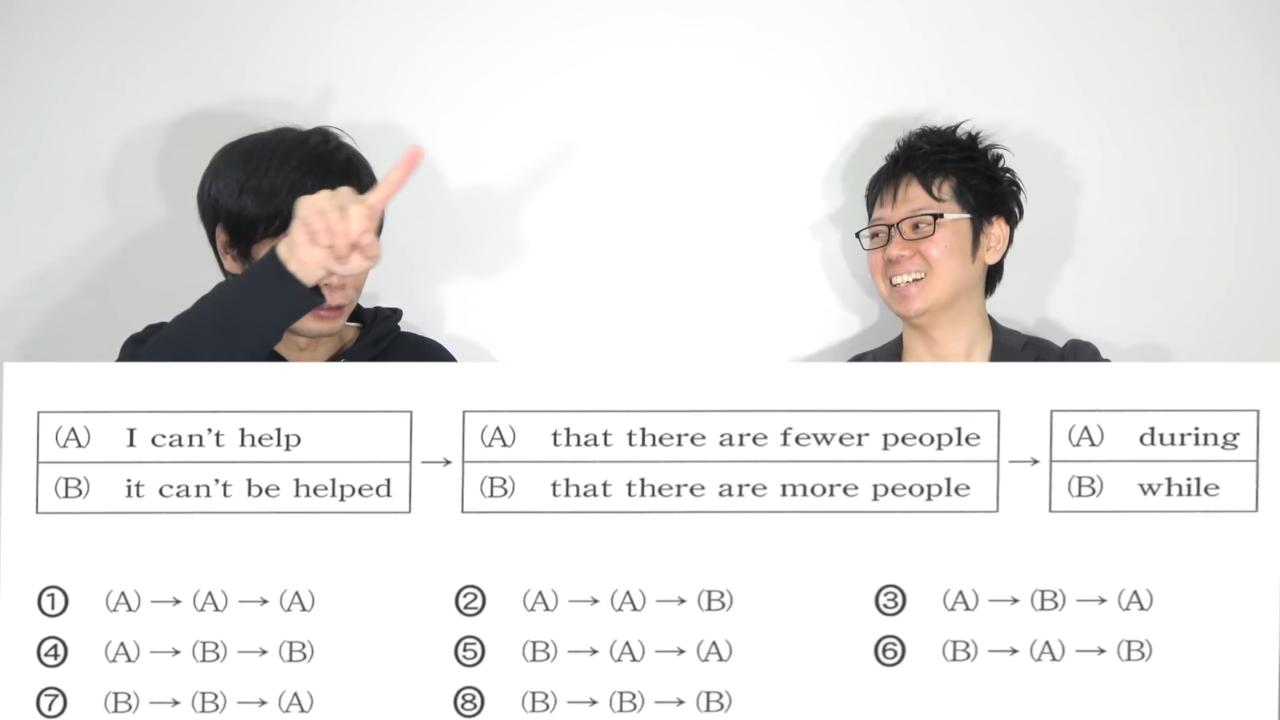 (A) I can't help → (A) that there are fewer people → (A) during
(B) it can't be helped (B) that there are more people (B) while
① (A) → (A) → (A) ② (A) → (A) → (B) ③ (A) → (B) → (A)
④ (A) → (B) → (B) ⑤ (B) → (A) → (A) ⑥ (B) → (A) → (B)
⑦ (B) → (B) → (A) ⑧ (B) → (B) → (B)